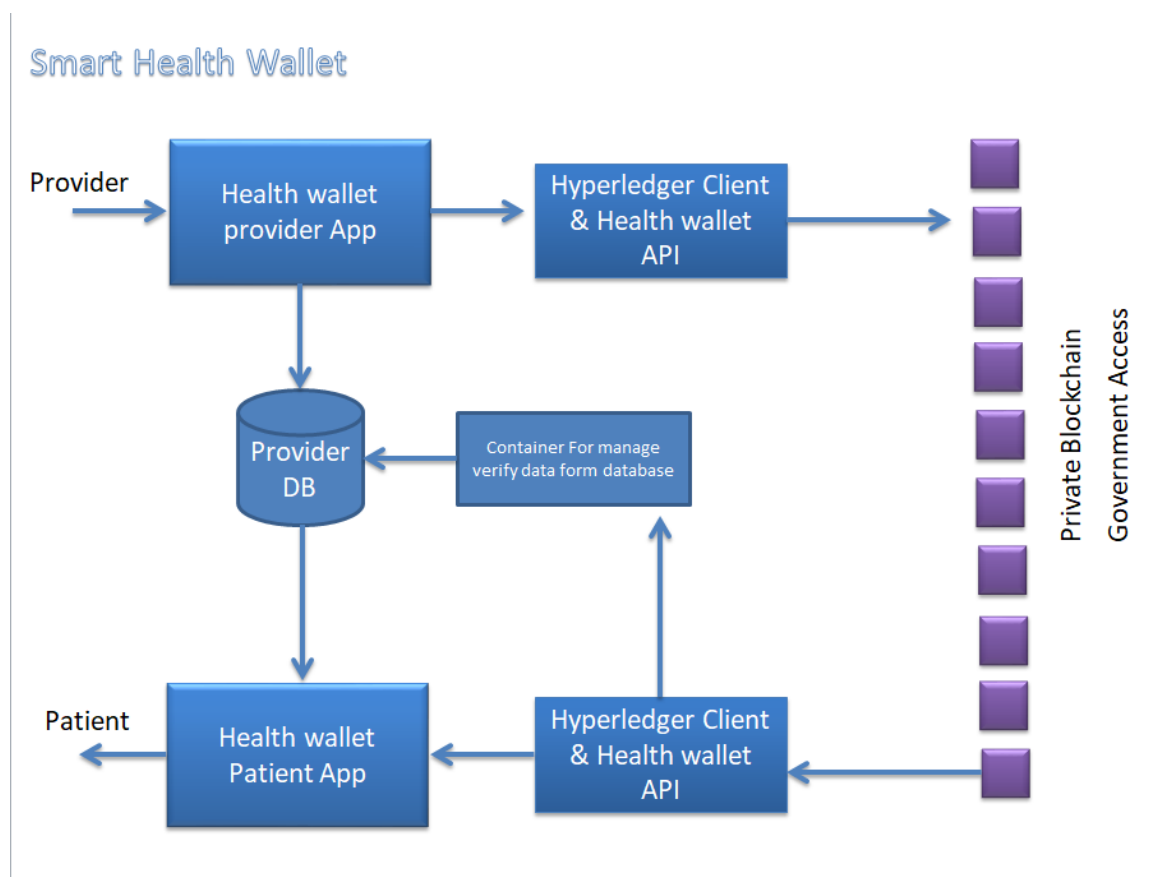 Smart Health Wallet
Provider
Health wallet
provider App
Hyperledger Client
& Health wallet
API
Provider
DB
Container For manage
verify data form database
Private Blockchain
Government Access
Patient
Health wallet
Patient App
Hyperledger Client
& Health wallet
API